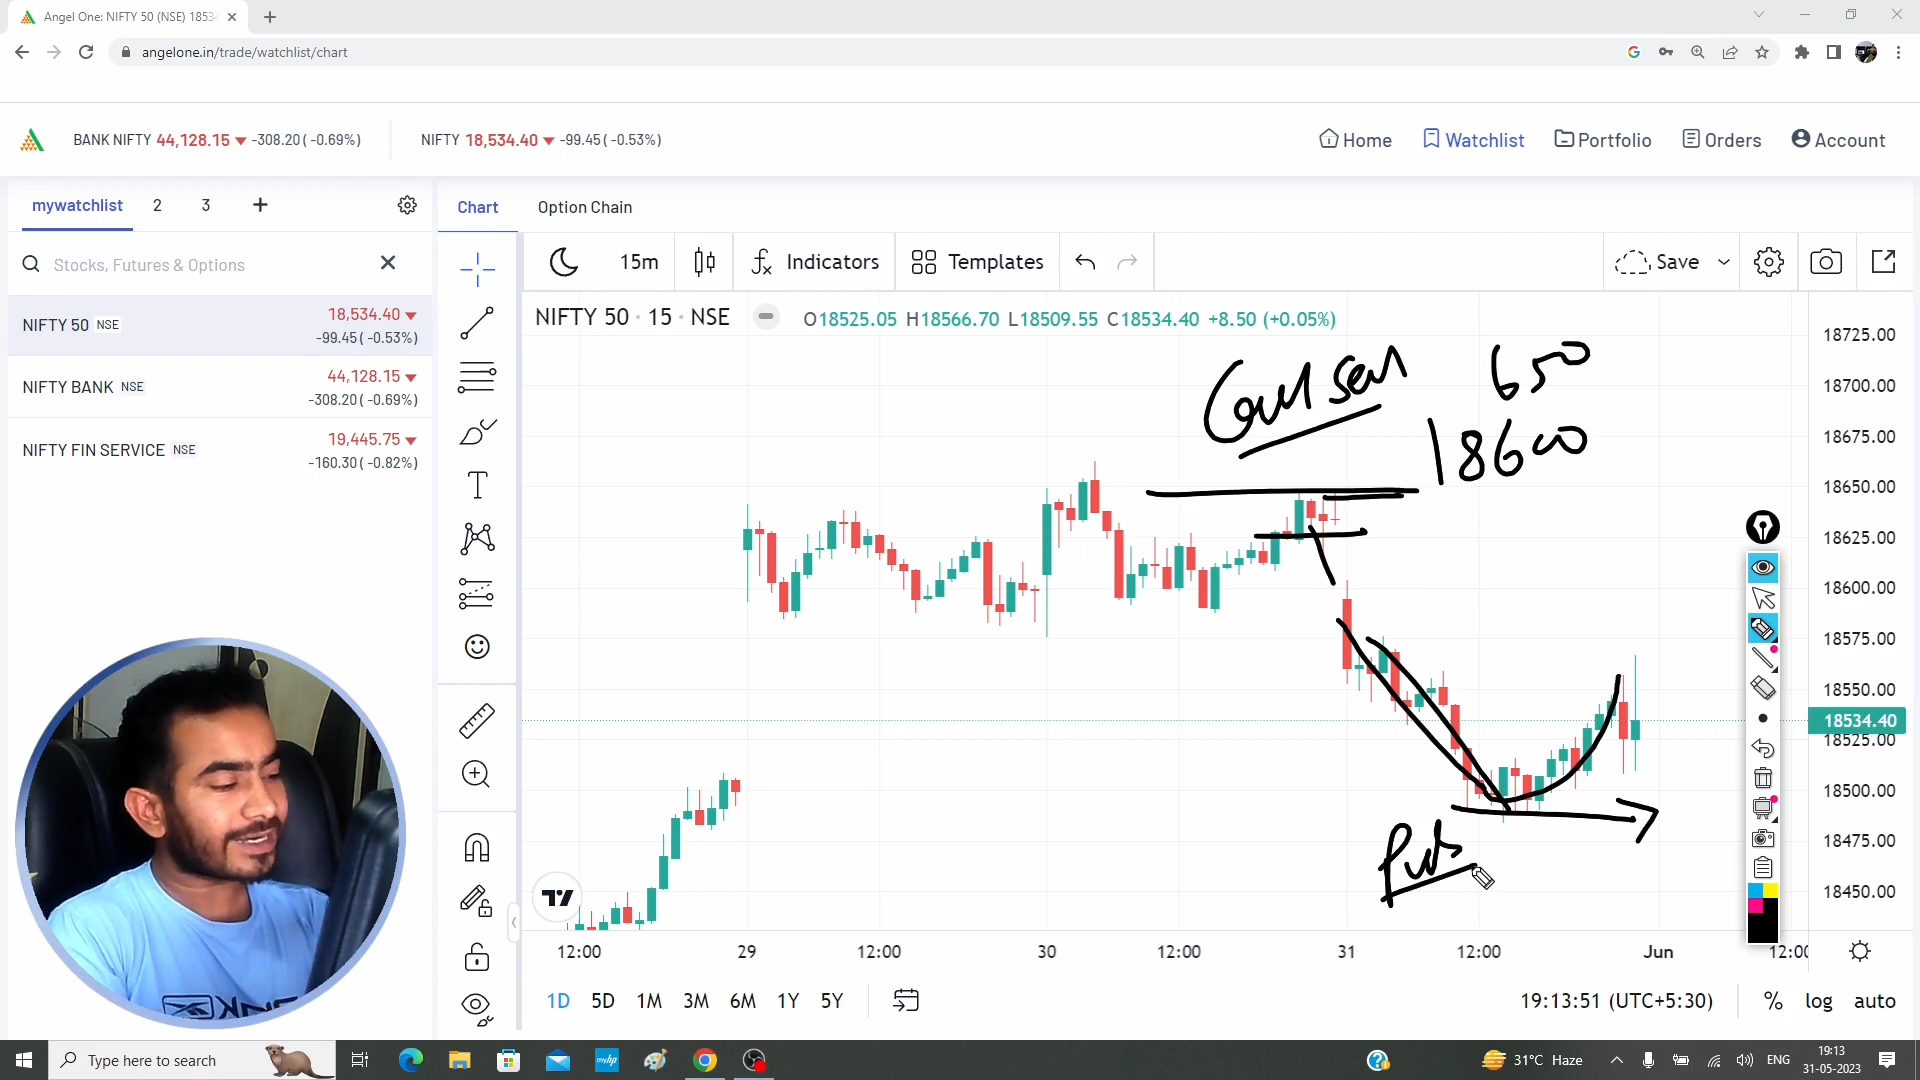 Angel One: NIFTY 50 (NSE) 1853
angelone.in/trade/watchlist/chart
BANK NIFTY 44,128.15 ▼ -308.20 ( -0.69%)
NIFTY 18,534.40 ▼ -99.45 ( -0.53%)
Home
Watchlist
Portfolio
Orders
Account
mywatchlist
2
3
+
Chart
Option Chain
Stocks, Futures & Options
15m
Indicators
Templates
Save
NIFTY 50 NSE
18,534.40 ▼
-99.45 ( -0.53%)
NIFTY BANK NSE
44,128.15 ▼
-308.20 ( -0.69%)
NIFTY FIN SERVICE NSE
19,445.75 ▼
-160.30 ( -0.82%)
NIFTY 50 · 15 · NSE
O18525.05 H18566.70 L18509.55 C18534.40 +8.50 (+0.05%)
650
18600
18725.00
18700.00
18675.00
18650.00
18625.00
18600.00
18575.00
18550.00
18534.40
18525.00
18500.00
18475.00
18450.00
12:00
29
12:00
30
12:00
31
12:00
Jun
12:00
1D 5D 1M 3M 6M 1Y 5Y
19:13:51 (UTC+5:30)
%
log
auto
Type here to search
31°C Haze
ENG
19:13
31-05-2023